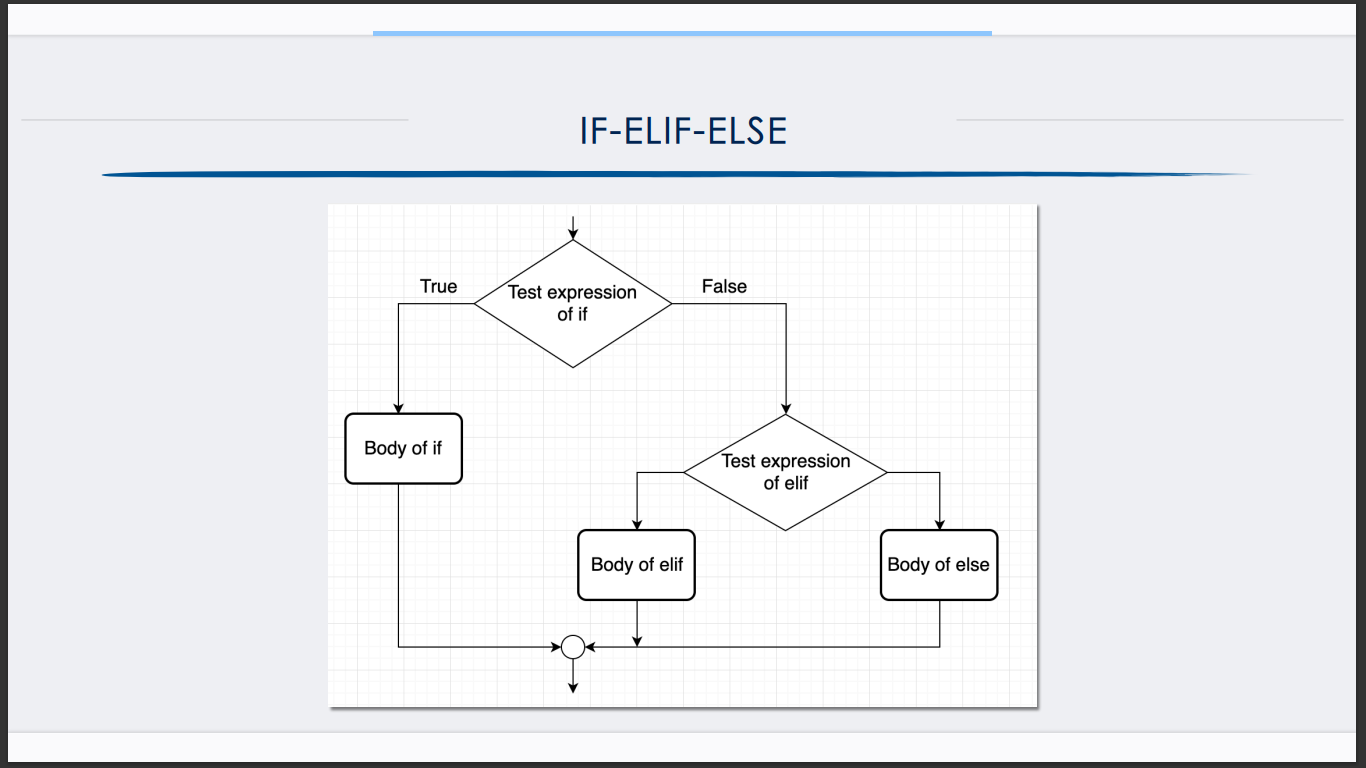 IF-ELIF-ELSE
True
False
Test expression
of if
Body of if
Test expression
of elif
Body of elif
Body of else